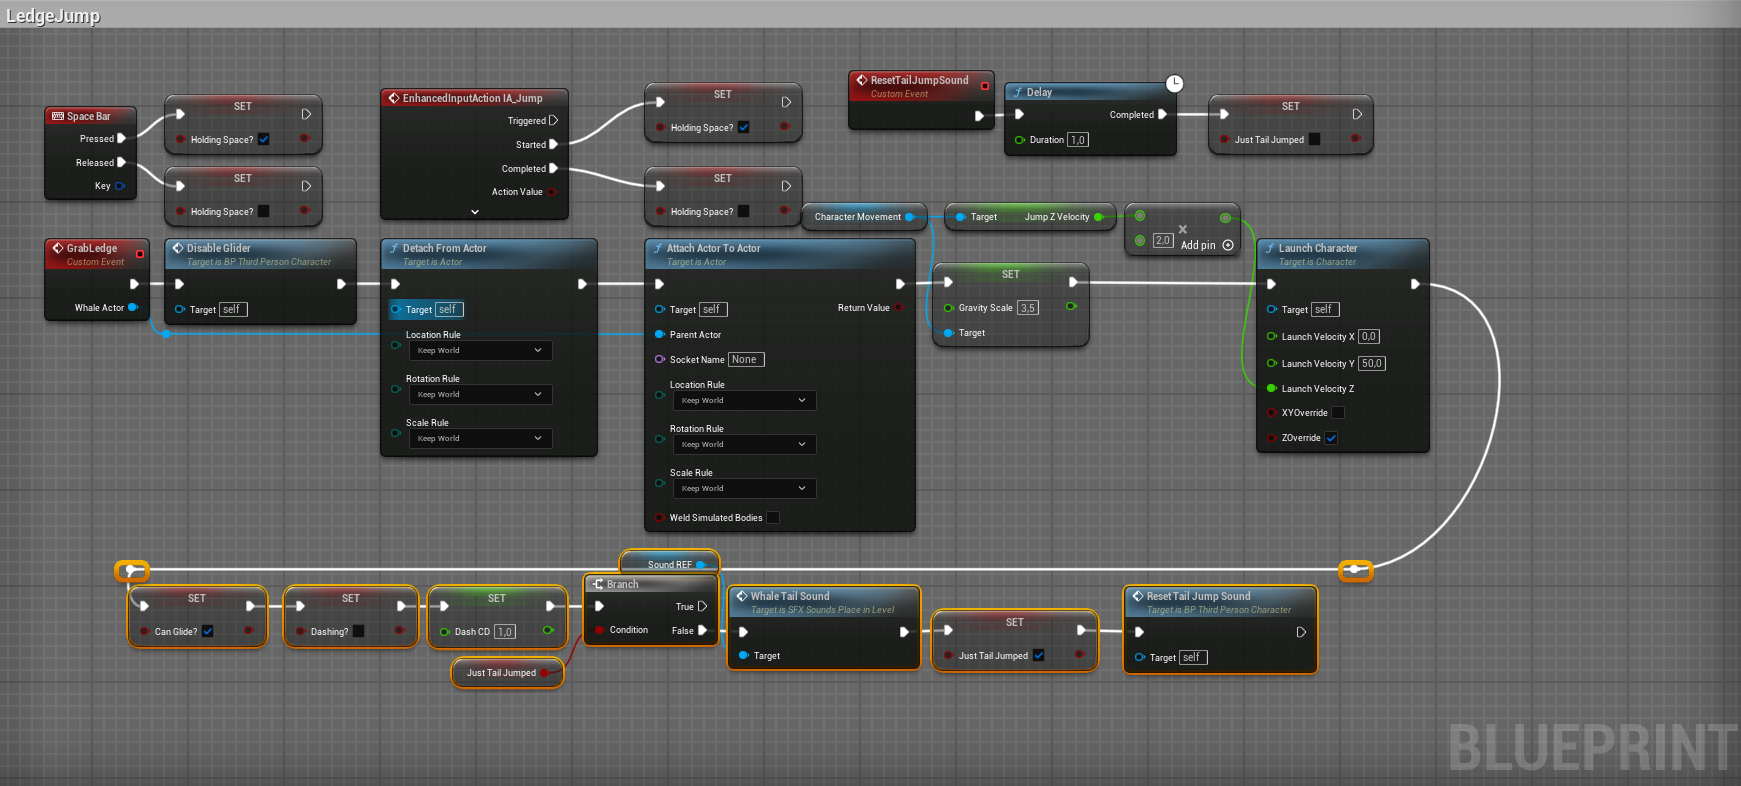 LedgeJump
Space Bar
Pressed
Released
Key
SET
Holding Space?
SET
Holding Space?
EnhancedInputAction IA_Jump
Triggered
Started
Completed
Action Value
SET
Holding Space?
SET
Holding Space?
ResetTailJumpSound
Custom Event
Delay
Completed
Duration 1,0
SET
Just Tail Jumped
Character Movement
Target Jump Z Velocity
2,0
Add pin
GrabLedge
Custom Event
Whale Actor
Disable Glider
Target is BP Third Person Character
Target self
Detach From Actor
Target is Actor
Target self
Location Rule
Keep World
Rotation Rule
Keep World
Scale Rule
Keep World
Attach Actor To Actor
Target is Actor
Target self Return Value
Parent Actor
Socket Name None
Location Rule
Keep World
Rotation Rule
Keep World
Scale Rule
Keep World
Weld Simulated Bodies
SET
Gravity Scale 3,5
Target
Launch Character
Target is Character
Target self
Launch Velocity X 0,0
Launch Velocity Y 50,0
Launch Velocity Z
XYOverride
ZOverride
SET
Can Glide?
SET
Dashing?
SET
Dash CD 1,0
Just Tail Jumped
Sound REF
Branch
True
Condition False
Whale Tail Sound
Target is SFX Sounds Place in Level
Target
SET
Just Tail Jumped
Reset Tail Jump Sound
Target is BP Third Person Character
Target self
BLUEPRINT